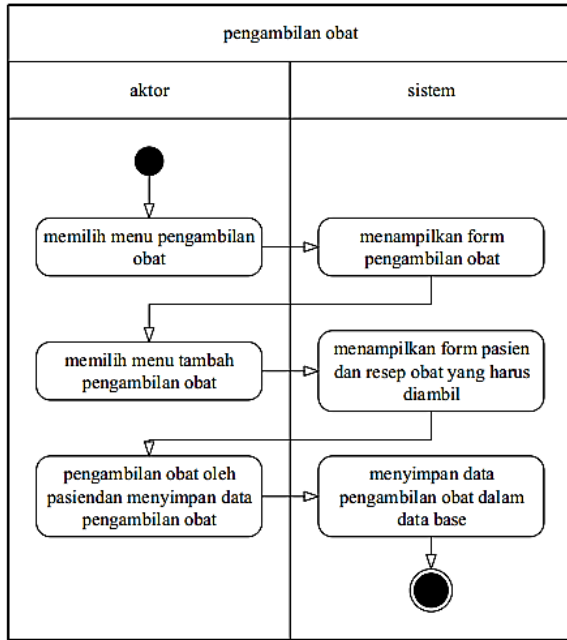 pengambilan obat
aktor
sistem
memilih menu pengambilan
obat
menampilkan form
pengambilan obat
memilih menu tambah
pengambilan obat
menampilkan form pasien
dan resep obat yang harus
diambil
pengambilan obat oleh
pasiendan menyimpan data
pengambilan obat
menyimpan data
pengambilan obat dalam
data base